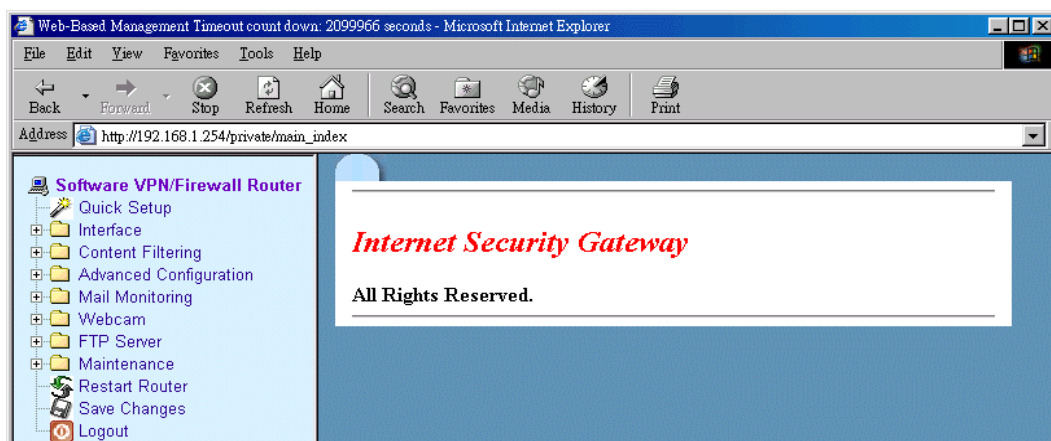 Web-Based Management Timeout count down: 2099966 seconds - Microsoft Internet Explorer
File Edit View Favorites Tools Help
Back Forward Stop Refresh Home Search Favorites Media History Print
Address http://192.168.1.254/private/main_index
Software VPN/Firewall Router
Quick Setup
Interface
Content Filtering
Advanced Configuration
Mail Monitoring
Webcam
FTP Server
Maintenance
Restart Router
Save Changes
Logout
Internet Security Gateway
All Rights Reserved.